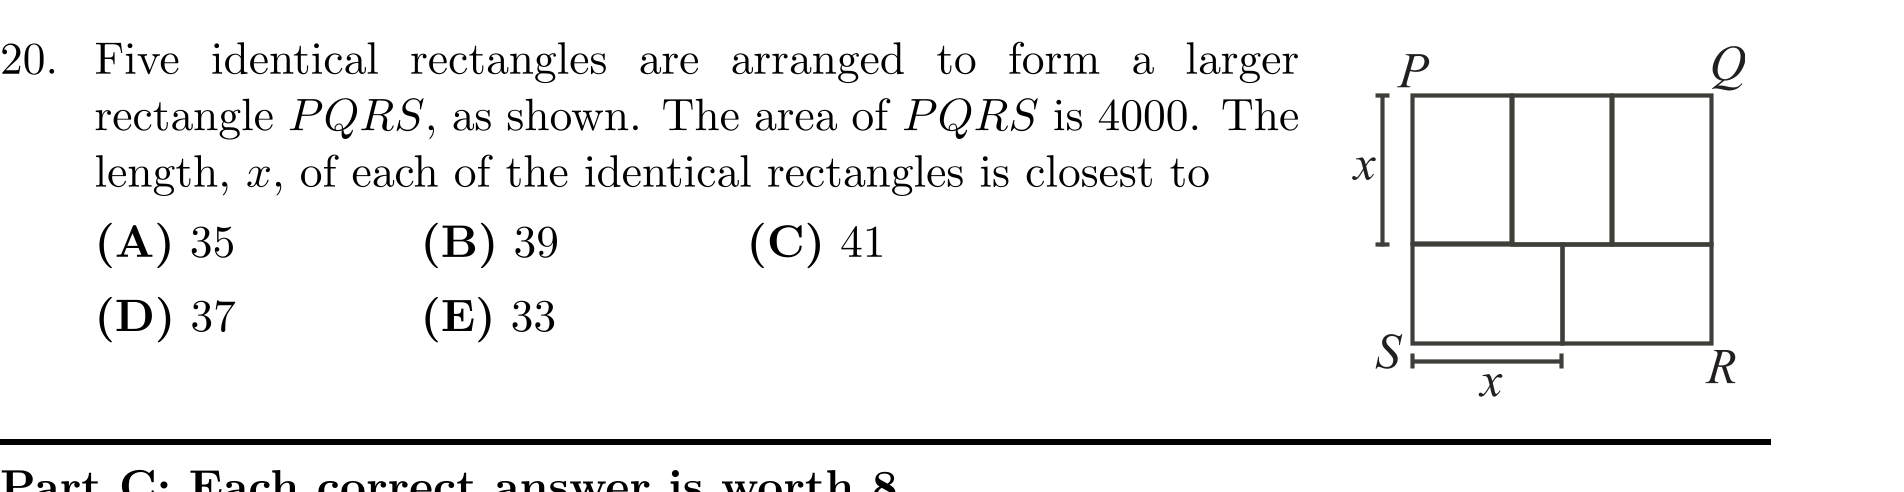 20. Five identical rectangles are arranged to form a larger
rectangle PQRS, as shown. The area of PQRS is 4000. The
length, x, of each of the identical rectangles is closest to
(A) 35 (B) 39 (C) 41
(D) 37 (E) 33
P Q
x
S R
x
Part C: Each correct answer is worth 8